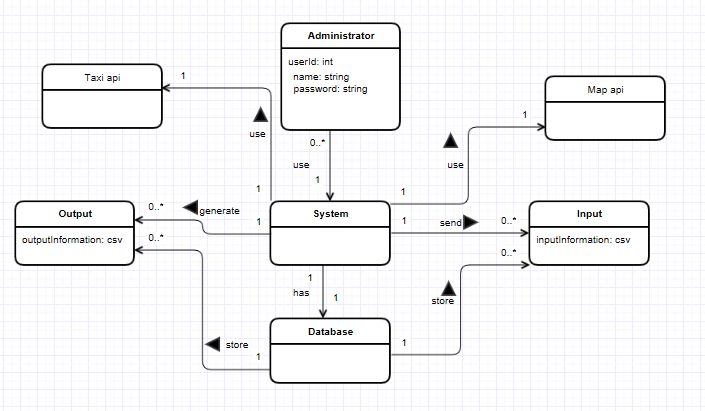 Administrator
userId: int
name: string
password: string
Taxi api
1
use
1
0..*
use
1
Map api
1
use
1
Output
outputInformation: csv
0..*
generate
1
0..*
System
1
send
0..*
Input
inputInformation: csv
0..*
1
has
1
store
1
store
1
Database